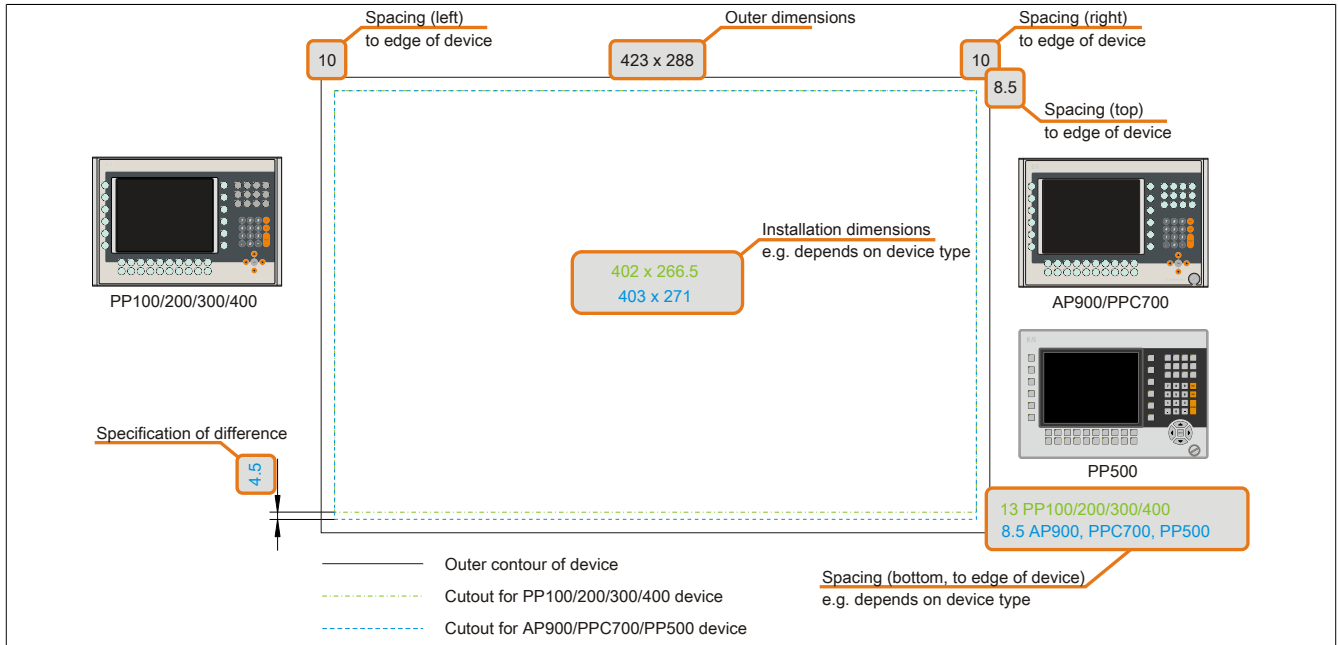 Spacing (left)
to edge of device
Outer dimensions
Spacing (right)
to edge of device
10
423 x 288
10
8.5
Spacing (top)
to edge of device
PP100/200/300/400
Installation dimensions
e.g. depends on device type
402 x 266.5
403 x 271
AP900/PPC700
Specification of difference
4.5
PP500
13 PP100/200/300/400
8.5 AP900, PPC700, PP500
Outer contour of device
Spacing (bottom, to edge of device)
e.g. depends on device type
Cutout for PP100/200/300/400 device
Cutout for AP900/PPC700/PP500 device